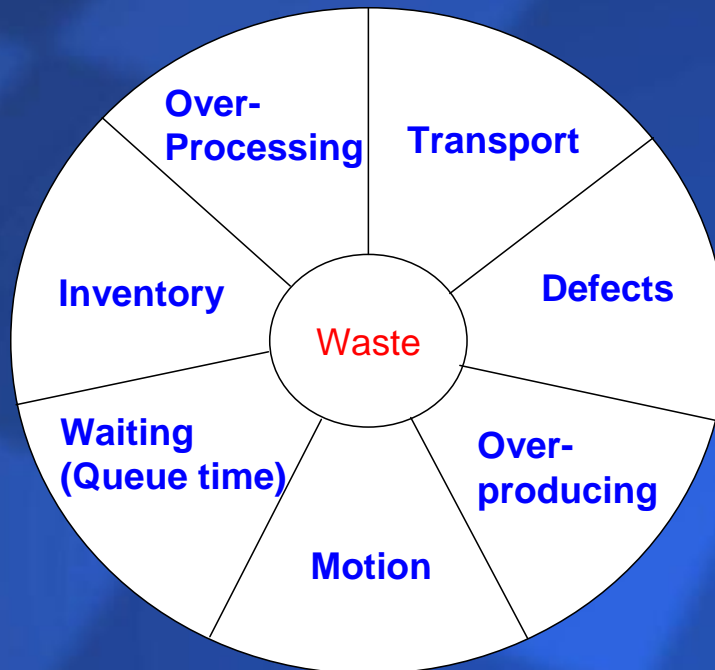 Over-
Processing
Transport
Defects
Over-
producing
Motion
Waiting
(Queue time)
Inventory
Waste